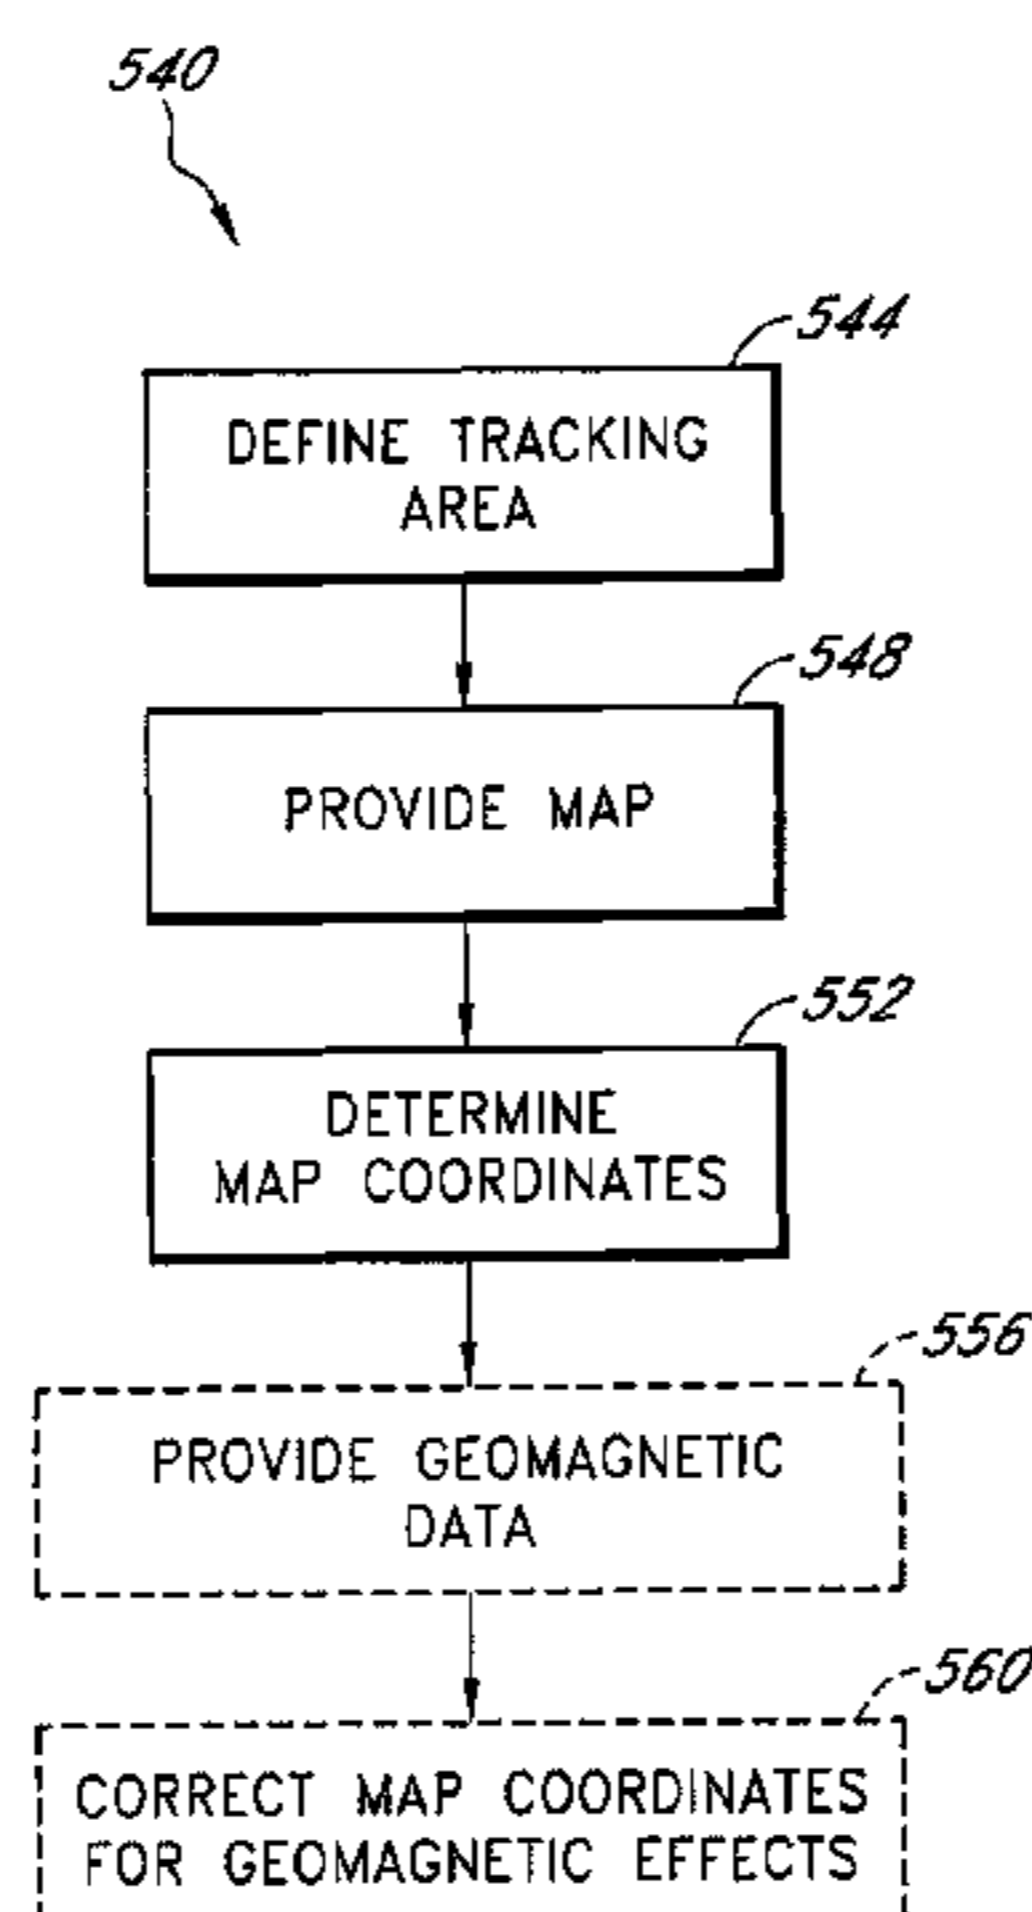 540
544
DEFINE TRACKING
AREA
548
PROVIDE MAP
552
DETERMINE
MAP COORDINATES
556
PROVIDE GEOMAGNETIC
DATA
560
CORRECT MAP COORDINATES
FOR GEOMAGNETIC EFFECTS